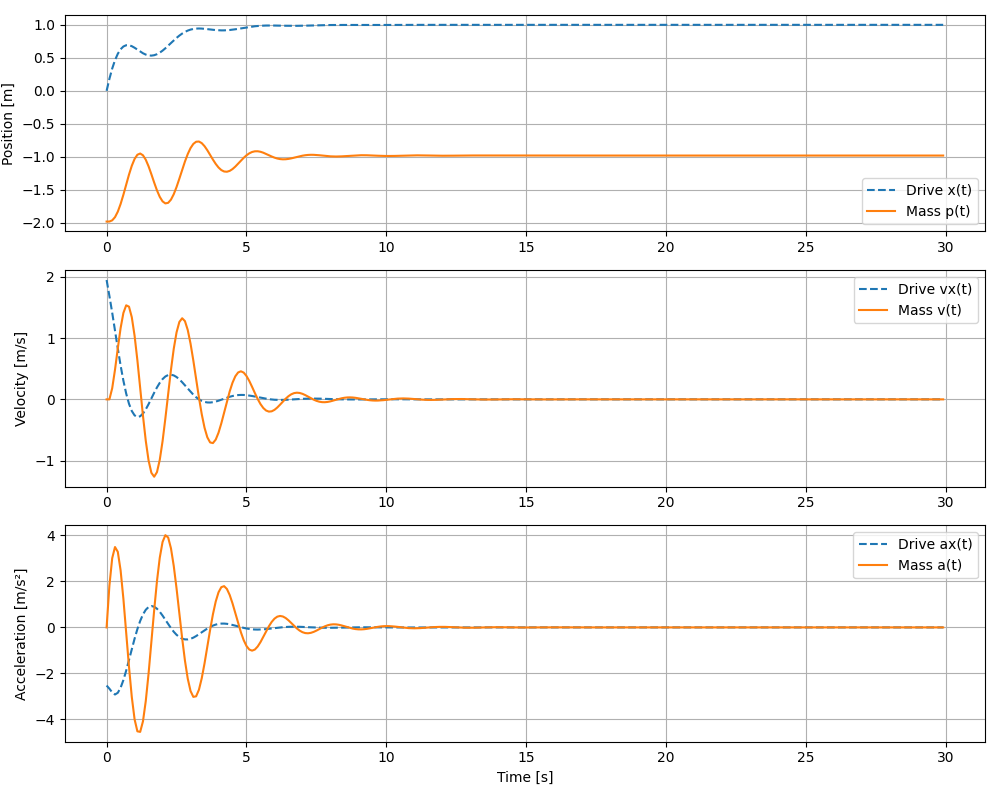 1.0
0.5
0.0
−0.5
−1.0
−1.5
−2.0
Position [m]
Drive x(t)
Mass p(t)
0 5 10 15 20 25 30
2
1
0
−1
Velocity [m/s]
Drive vx(t)
Mass v(t)
0 5 10 15 20 25 30
4
2
0
−2
−4
Acceleration [m/s²]
Drive ax(t)
Mass a(t)
0 5 10 15 20 25 30
Time [s]